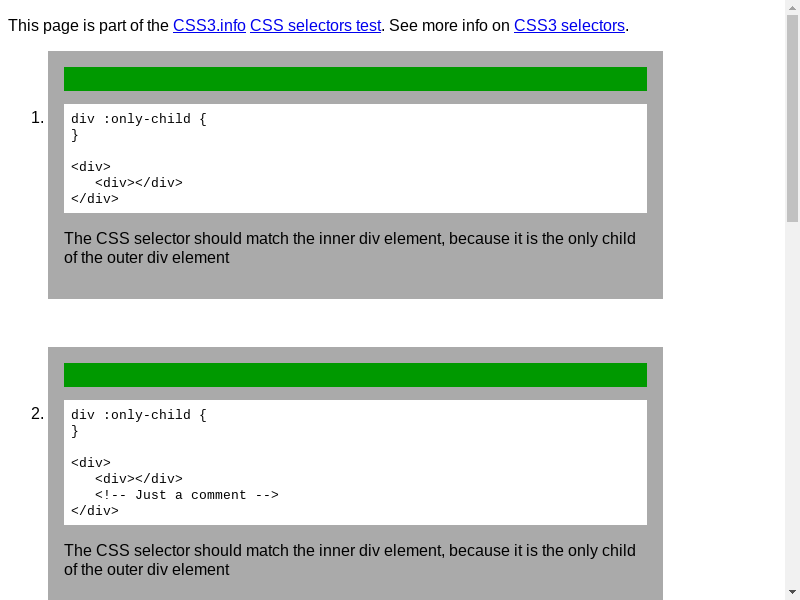 This page is part of the CSS3.info CSS selectors test. See more info on CSS3 selectors.
1.
div :only-child {
}
<div>
   <div></div>
</div>
The CSS selector should match the inner div element, because it is the only child
of the outer div element
2.
div :only-child {
}
<div>
   <div></div>
   <!-- Just a comment -->
</div>
The CSS selector should match the inner div element, because it is the only child
of the outer div element